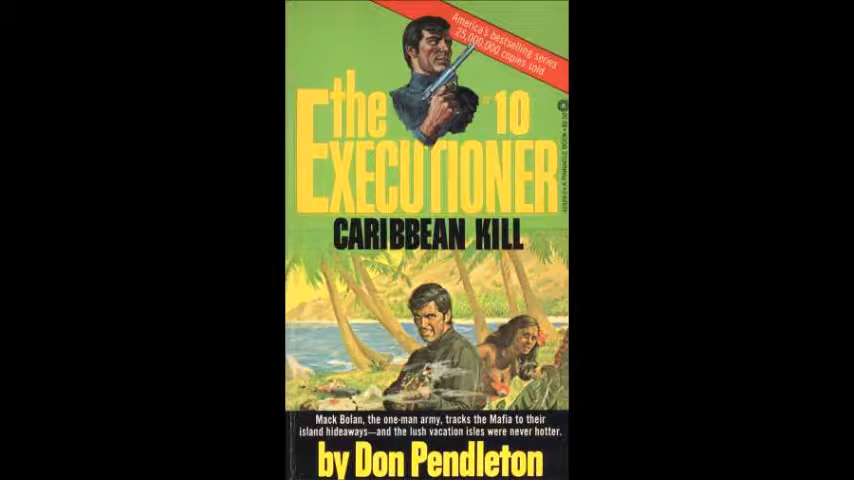 America's bestselling series
25,000,000 copies sold
the
#10
EXECUTIONER
CARIBBEAN KILL
Mack Bolan, the one-man army, tracks the Mafia to their
island hideaways—and the lush vacation isles were never hotter.
by Don Pendleton